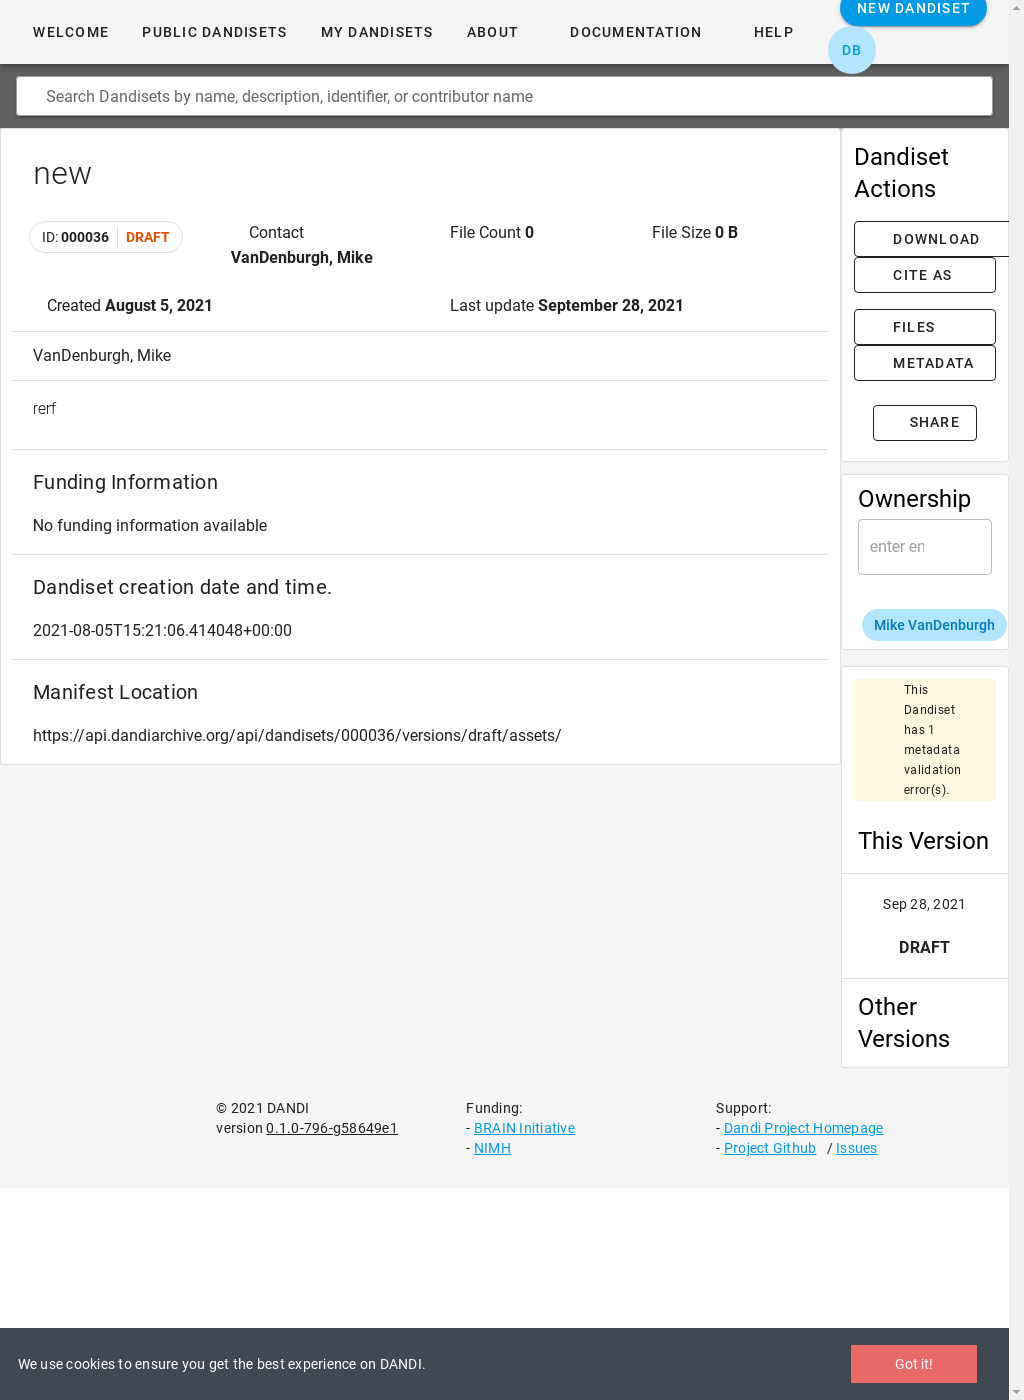 NEW DANDISET
WELCOME PUBLIC DANDISETS MY DANDISETS ABOUT DOCUMENTATION HELP
DB
Search Dandisets by name, description, identifier, or contributor name
new
ID: 000036 DRAFT
Contact
VanDenburgh, Mike
File Count 0
File Size 0 B
Created August 5, 2021
Last update September 28, 2021
VanDenburgh, Mike
rerf
Funding Information
No funding information available
Dandiset creation date and time.
2021-08-05T15:21:06.414048+00:00
Manifest Location
https://api.dandiarchive.org/api/dandisets/000036/versions/draft/assets/
Dandiset
Actions
DOWNLOAD
CITE AS
FILES
METADATA
SHARE
Ownership
enter en
Mike VanDenburgh
This
Dandiset
has 1
metadata
validation
error(s).
This Version
Sep 28, 2021
DRAFT
Other
Versions
© 2021 DANDI
version 0.1.0-796-g58649e1
Funding:
- BRAIN Initiative
- NIMH
Support:
- Dandi Project Homepage
- Project Github / Issues
We use cookies to ensure you get the best experience on DANDI.
Got it!